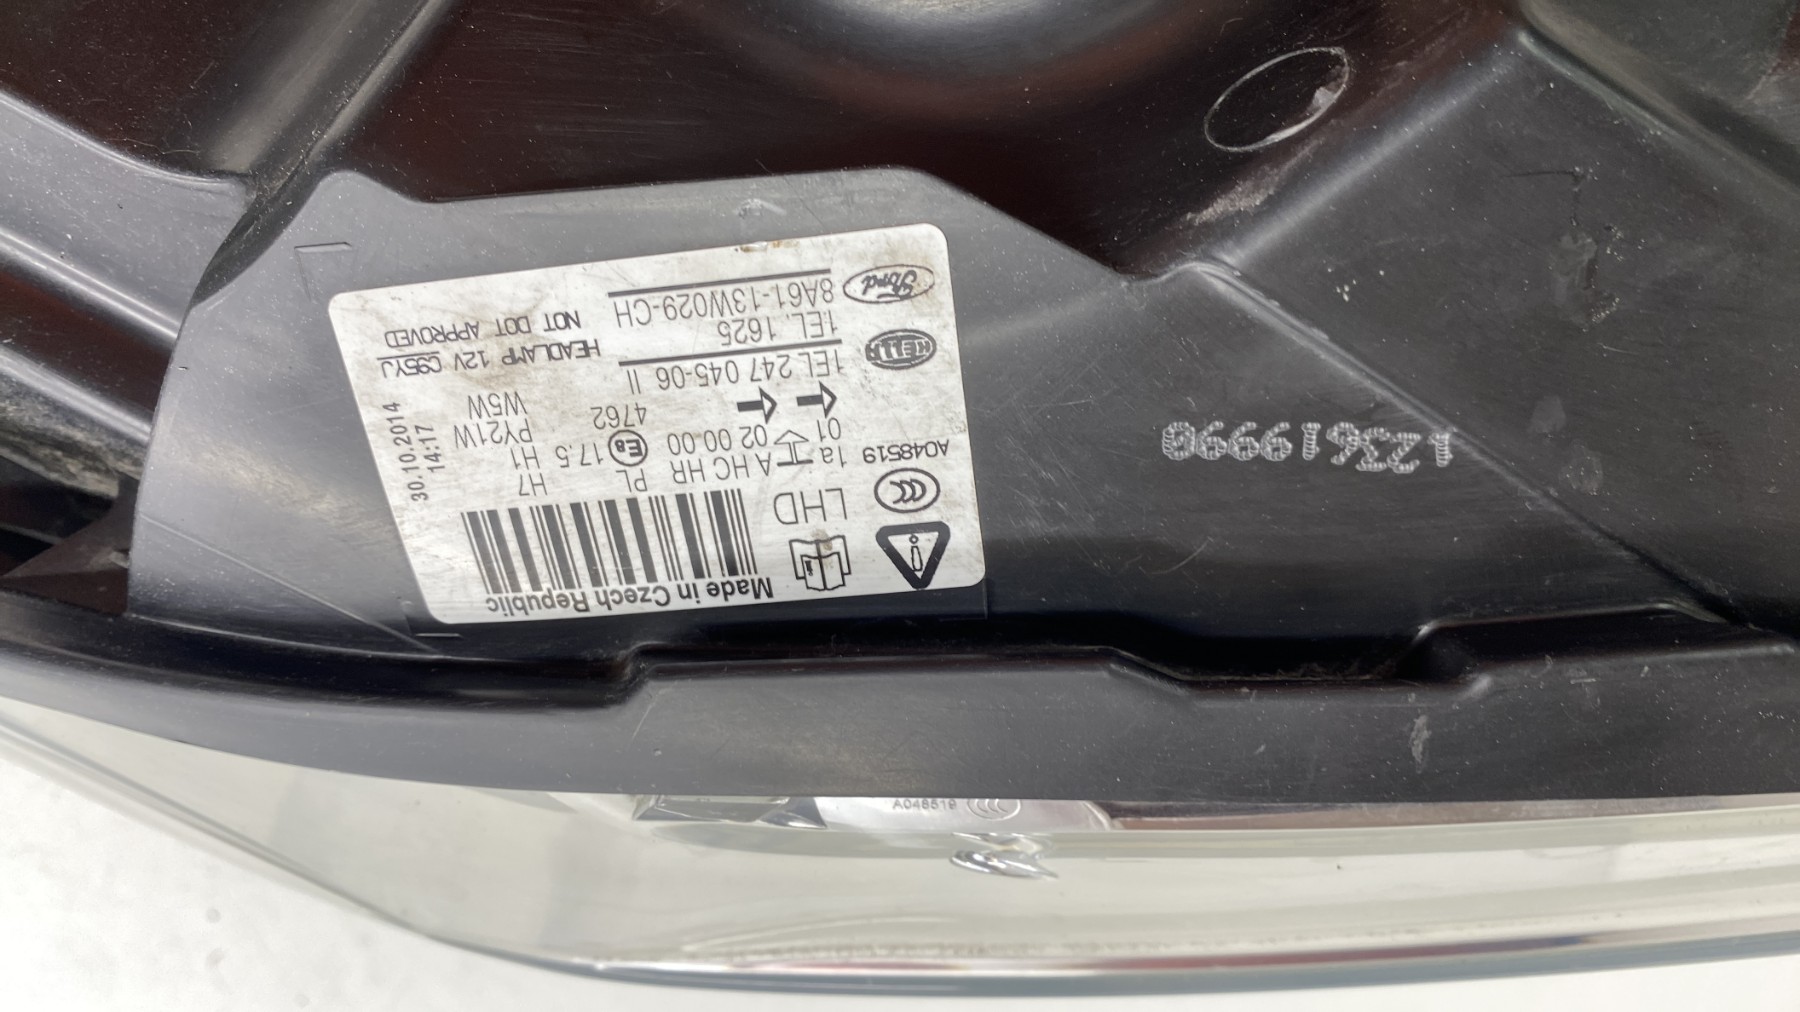 Ford
8A61-13W029-CH
1EL. 1625
HELLA
1EL 247 045-06 II
HEADLAMP 12V C95YJ
NOT DOT APPROVED
01 02 00.00
4762
W5W
1a A HC HR E8 17.5
PY21W
H1
PL
H7
30.10.2014
14:17
A048519
CCC
LHD
i
Made in Czech Republic
A048519